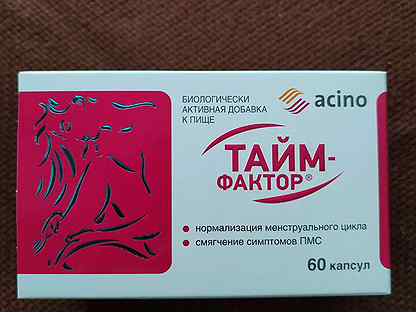 БИОЛОГИЧЕСКИ
АКТИВНАЯ ДОБАВКА
К ПИЩЕ
acino
ТАЙМ-
ФАКТОР®
• нормализация менструального цикла
• смягчение симптомов ПМС
60 капсул